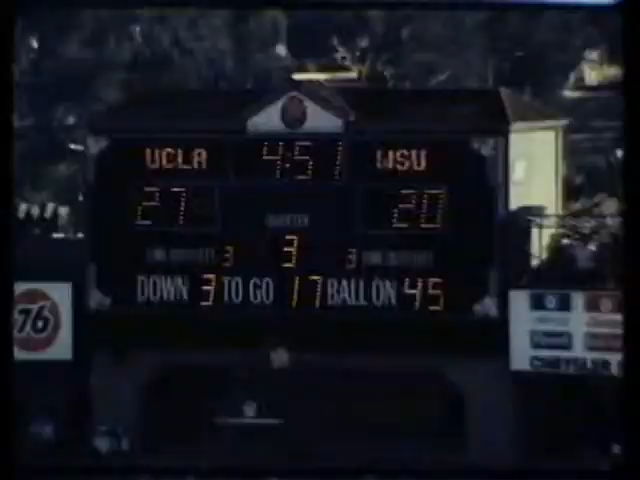 UCLA 4:51 WSU
27 20
QUARTER
3 3 3
DOWN 3 TO GO 17 BALL ON 45
76
CHRYSLER